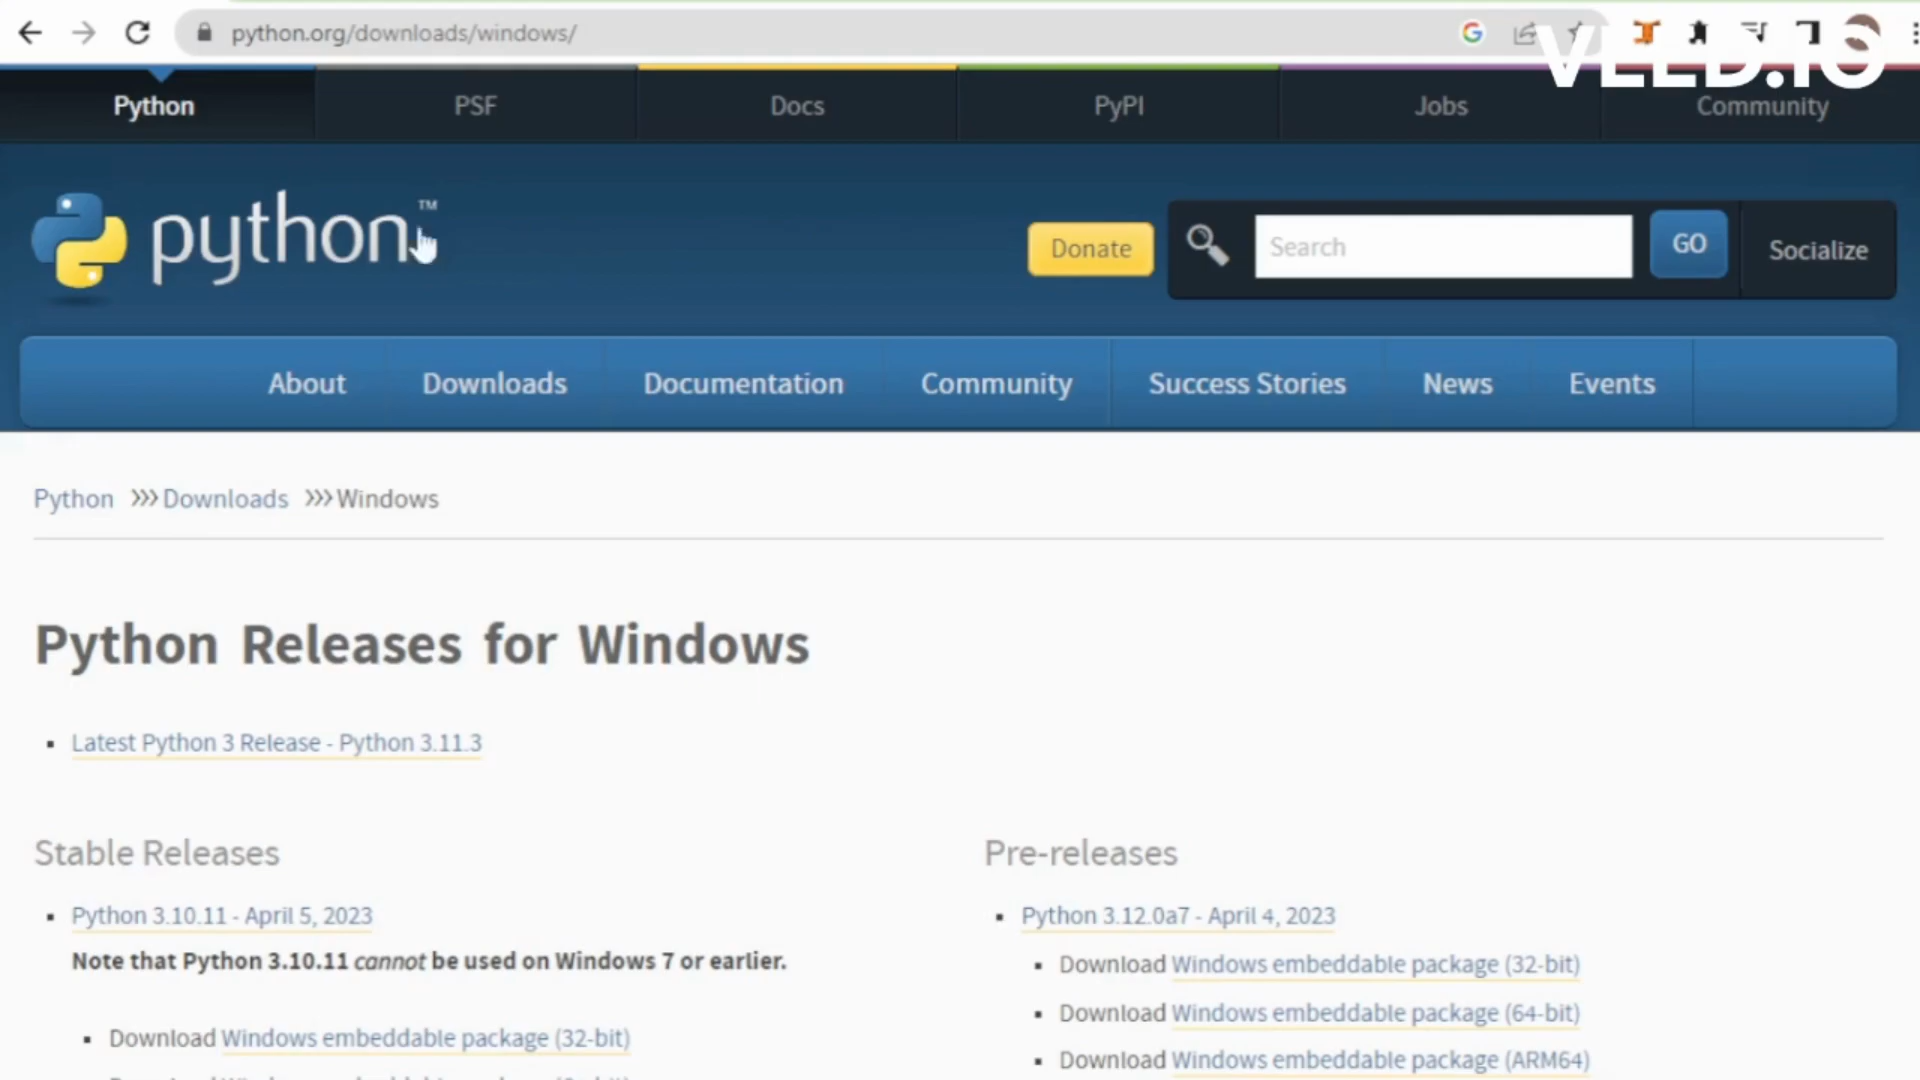 python.org/downloads/windows/
VEED.IO
Python PSF Docs PyPI Jobs Community
python™
Donate Search GO Socialize
About Downloads Documentation Community Success Stories News Events
Python >>> Downloads >>> Windows
Python Releases for Windows
Latest Python 3 Release - Python 3.11.3
Stable Releases
Python 3.10.11 - April 5, 2023
Note that Python 3.10.11 cannot be used on Windows 7 or earlier.
Download Windows embeddable package (32-bit)
Pre-releases
Python 3.12.0a7 - April 4, 2023
Download Windows embeddable package (32-bit)
Download Windows embeddable package (64-bit)
Download Windows embeddable package (ARM64)